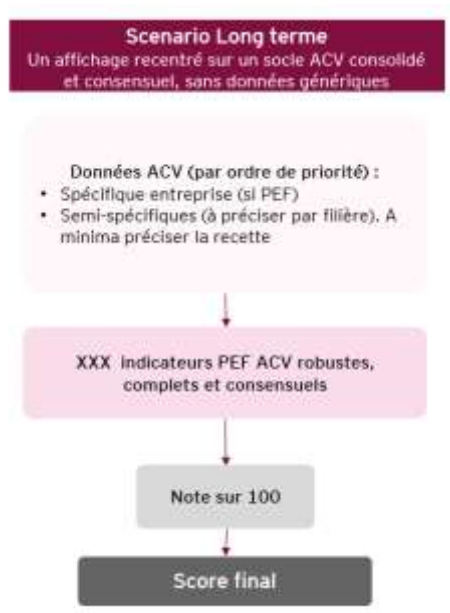 Scenario Long terme
Un affichage recentré sur un socle ACV consolidé
et consensuel, sans données génériques
Données ACV (par ordre de priorité) :
• Spécifique entreprise (si PEF)
• Semi-spécifiques (à préciser par filière). A
minima préciser la recette
XXX indicateurs PEF ACV robustes,
complets et consensuels
Note sur 100
Score final